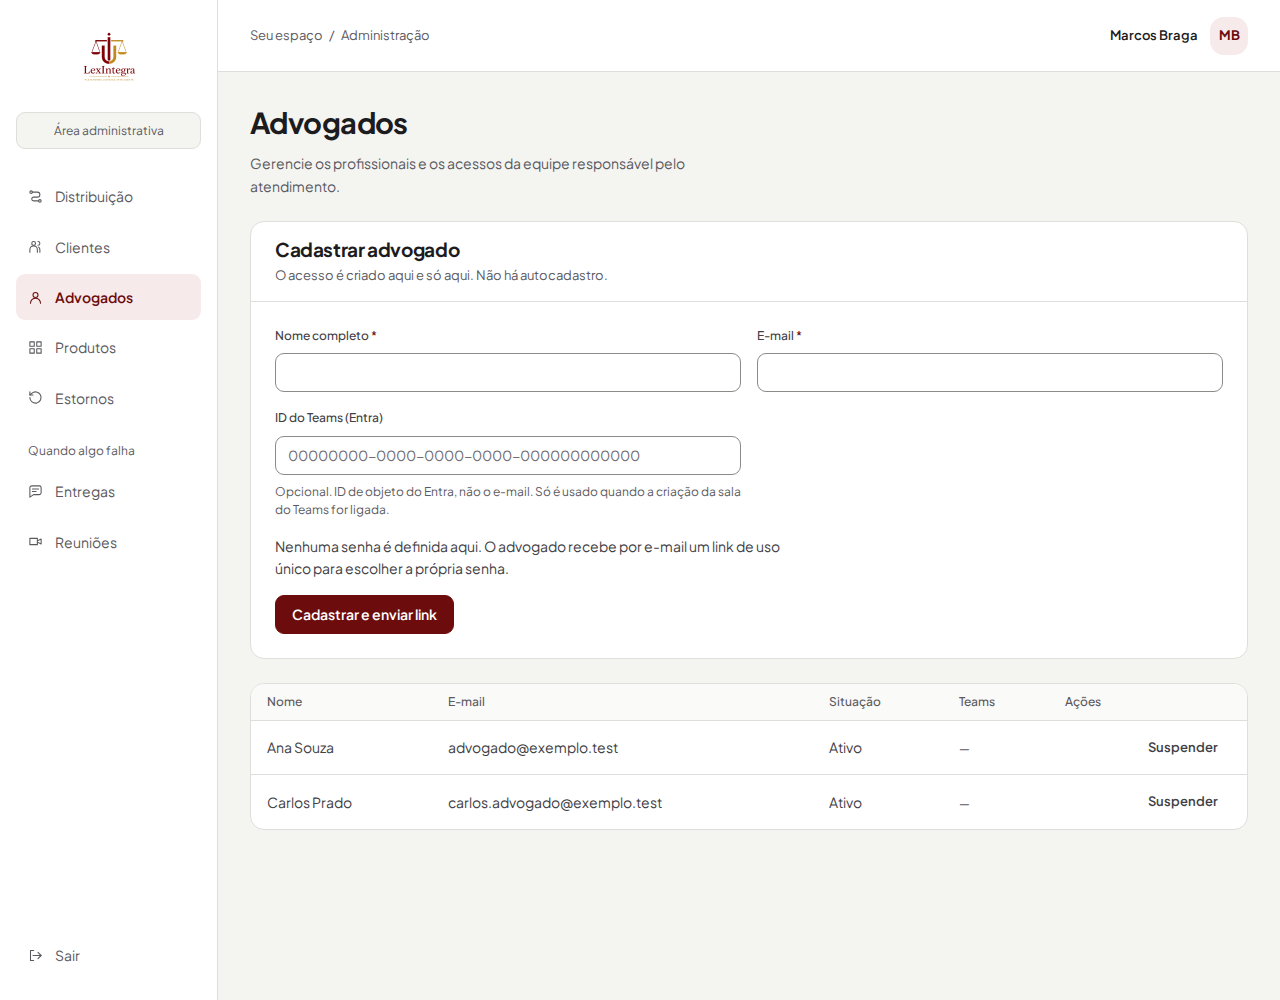 LexIntegra
Área administrativa
Distribuição
Clientes
Advogados
Produtos
Estornos
Quando algo falha
Entregas
Reuniões
Sair
Seu espaço / Administração
Marcos Braga MB
Advogados
Gerencie os profissionais e os acessos da equipe responsável pelo
atendimento.
Cadastrar advogado
O acesso é criado aqui e só aqui. Não há autocadastro.
Nome completo * E-mail *
ID do Teams (Entra)
00000000-0000-0000-0000-000000000000
Opcional. ID de objeto do Entra, não o e-mail. Só é usado quando a criação da sala
do Teams for ligada.
Nenhuma senha é definida aqui. O advogado recebe por e-mail um link de uso
único para escolher a própria senha.
Cadastrar e enviar link
Nome E-mail Situação Teams Ações
Ana Souza advogado@exemplo.test Ativo — Suspender
Carlos Prado carlos.advogado@exemplo.test Ativo — Suspender